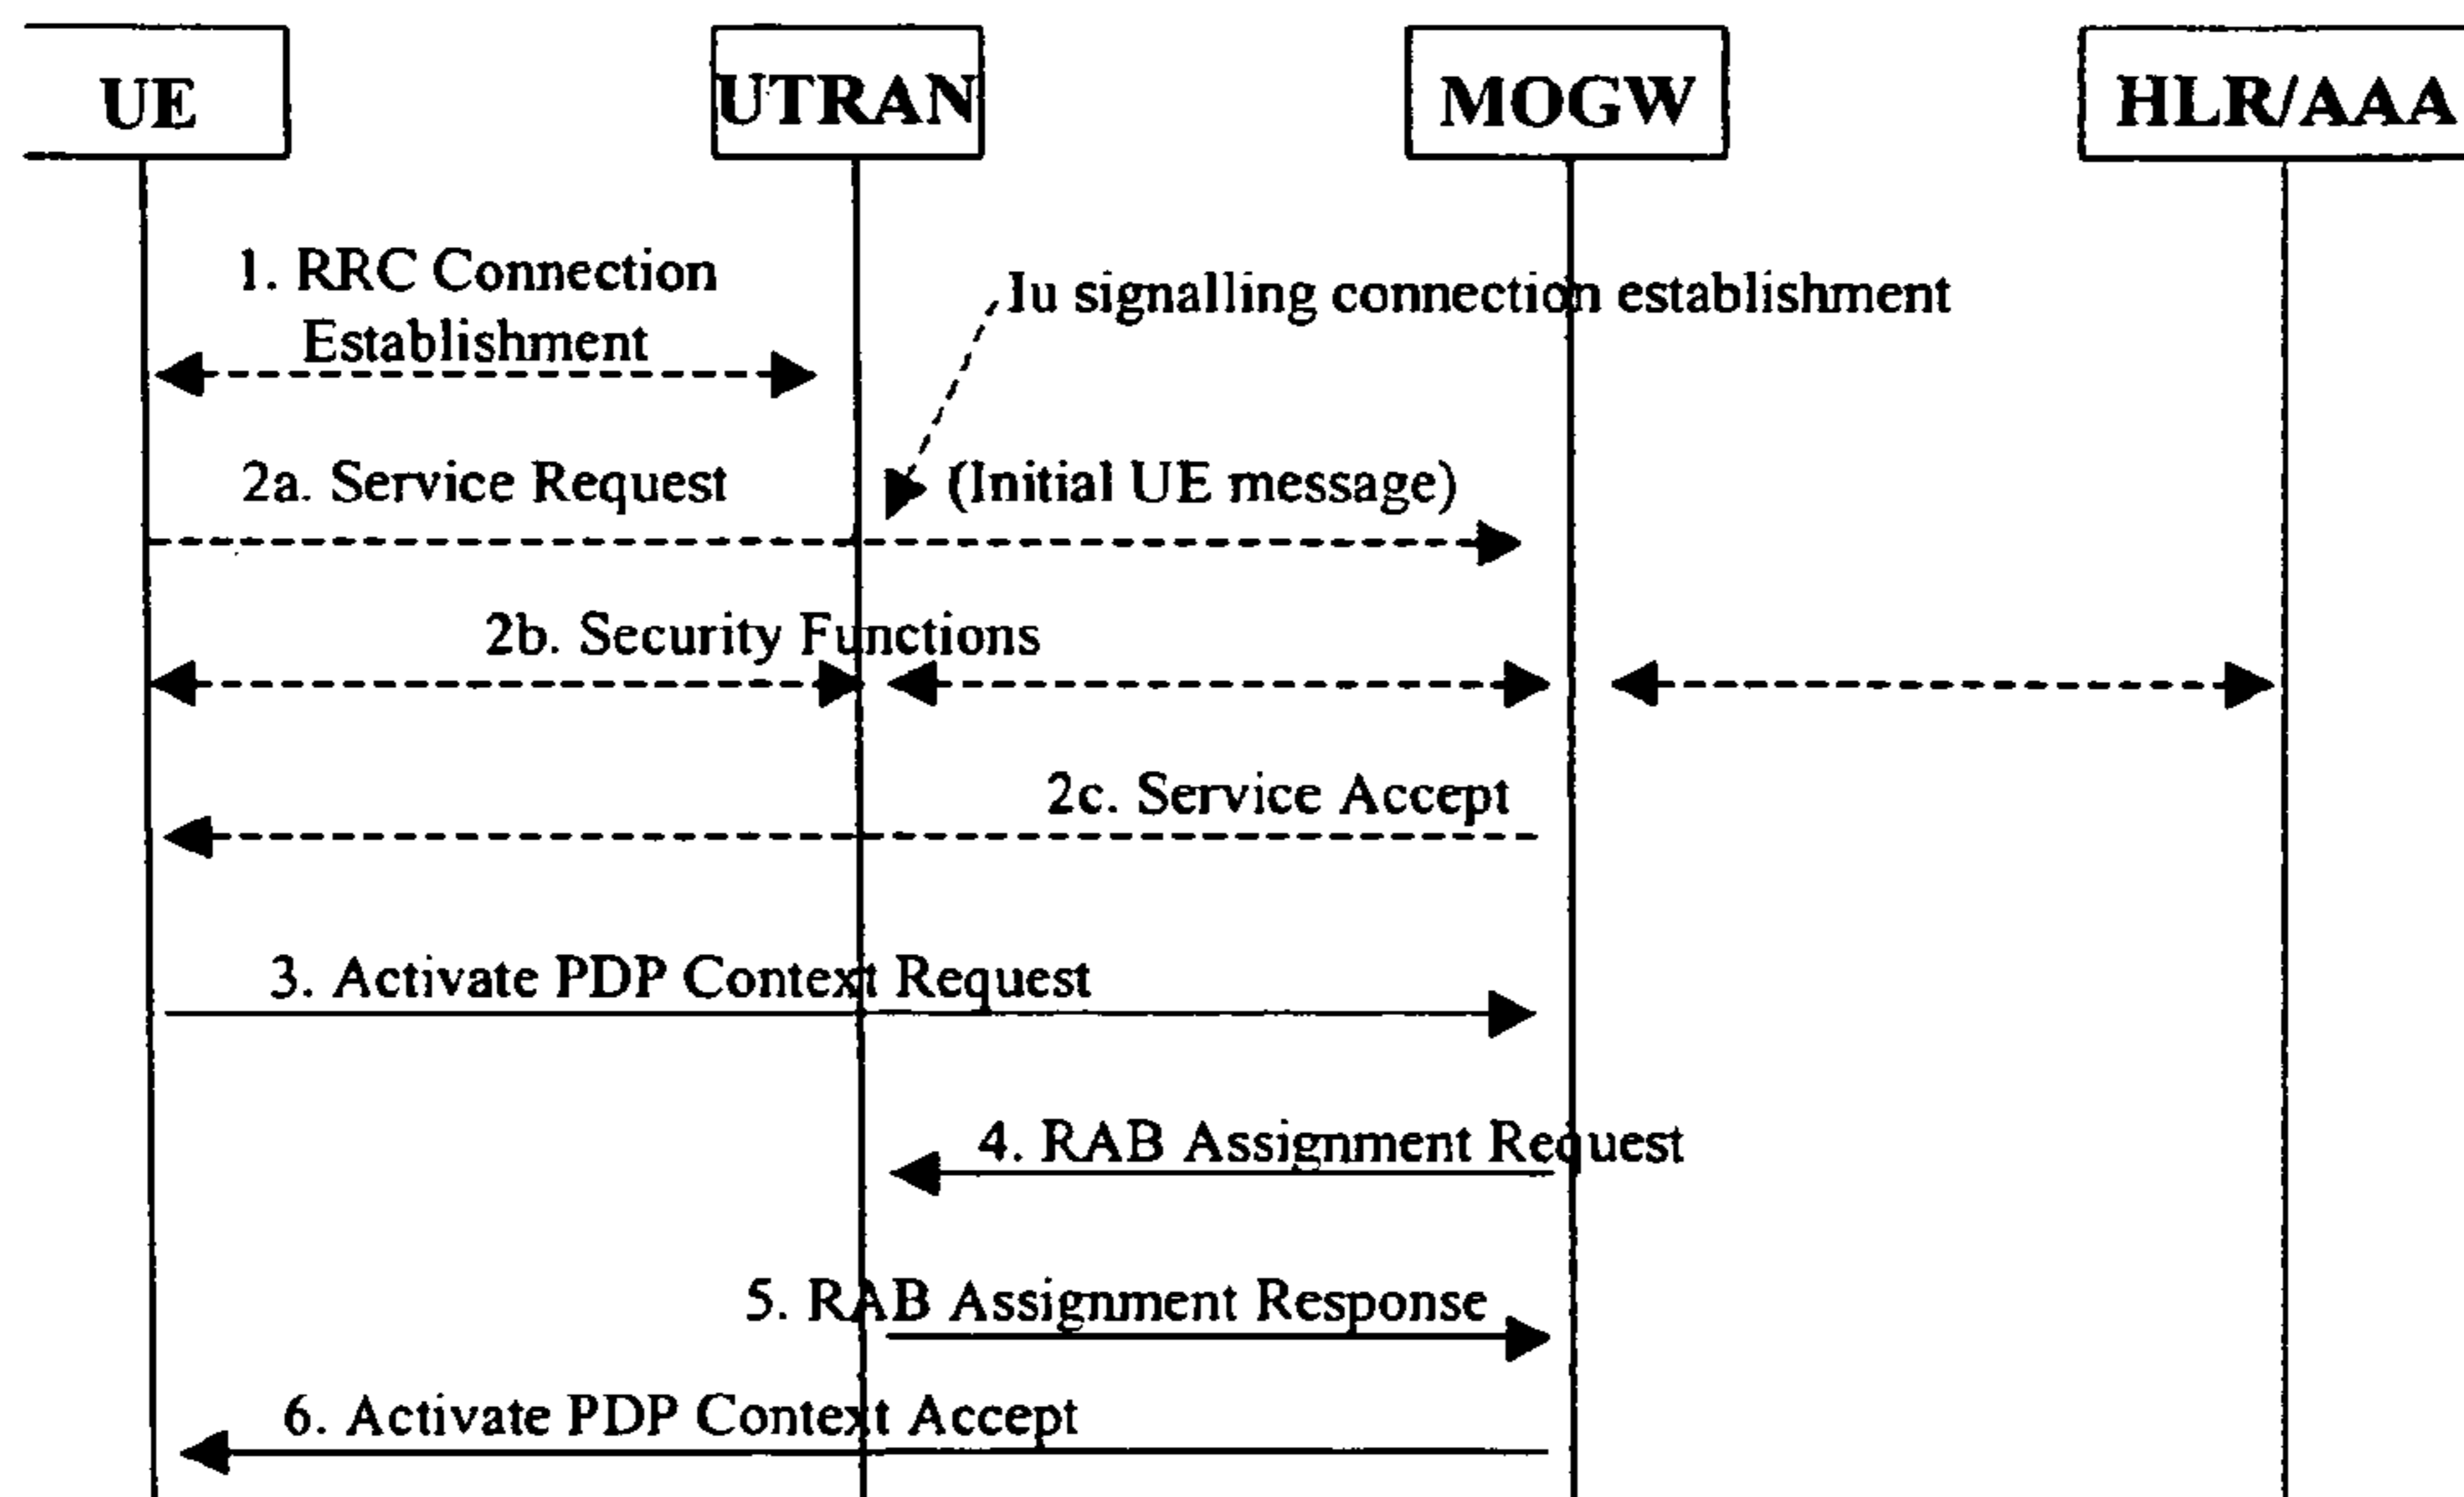 UE
UTRAN
MOGW
HLR/AAA
1. RRC Connection
Establishment
Iu signalling connection establishment
2a. Service Request
(Initial UE message)
2b. Security Functions
2c. Service Accept
3. Activate PDP Context Request
4. RAB Assignment Request
5. RAB Assignment Response
6. Activate PDP Context Accept